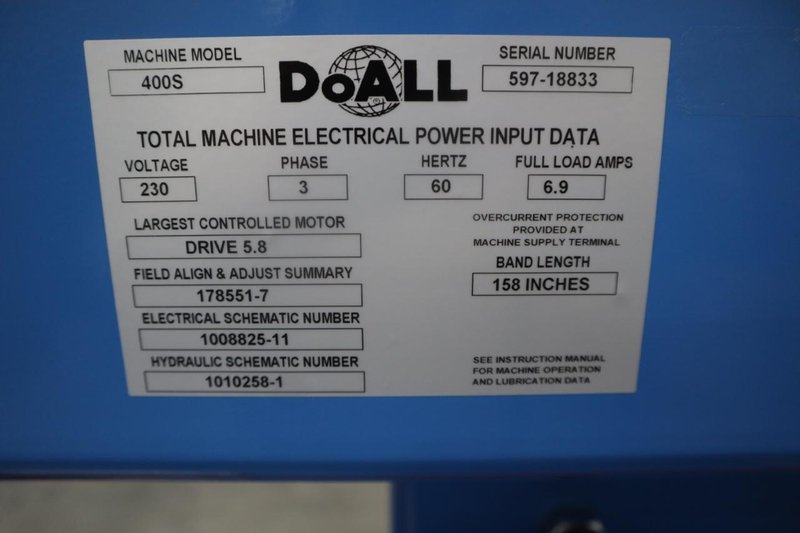 MACHINE MODEL
400S
DoALL
®
SERIAL NUMBER
597-18833
TOTAL MACHINE ELECTRICAL POWER INPUT DATA
VOLTAGE PHASE HERTZ FULL LOAD AMPS
230 3 60 6.9
LARGEST CONTROLLED MOTOR
DRIVE 5.8
FIELD ALIGN & ADJUST SUMMARY
178551-7
ELECTRICAL SCHEMATIC NUMBER
1008825-11
HYDRAULIC SCHEMATIC NUMBER
1010258-1
OVERCURRENT PROTECTION
PROVIDED AT
MACHINE SUPPLY TERMINAL
BAND LENGTH
158 INCHES
SEE INSTRUCTION MANUAL
FOR MACHINE OPERATION
AND LUBRICATION DATA